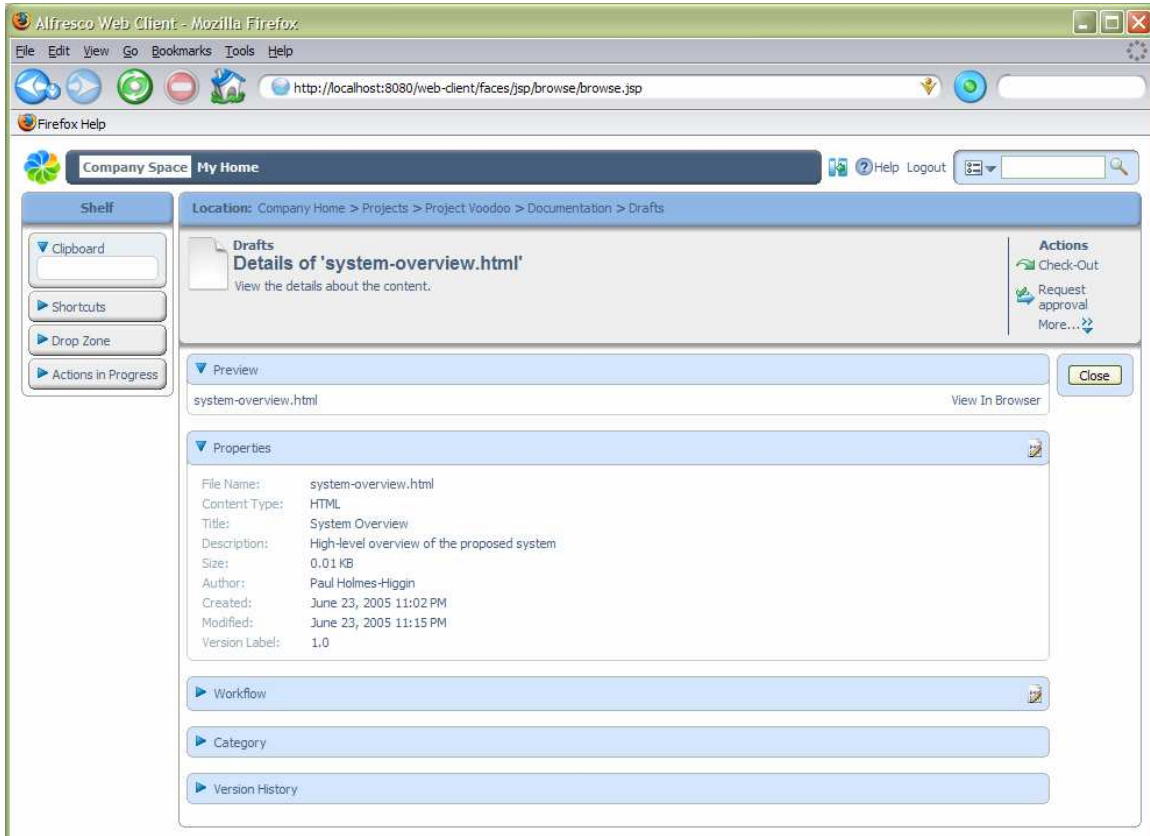 Alfresco Web Client - Mozilla Firefox
File Edit View Go Bookmarks Tools Help
http://localhost:8080/web-client/faces/jsp/browse/browse.jsp
Firefox Help
Company Space My Home
Help Logout
Shelf
Location: Company Home > Projects > Project Voodoo > Documentation > Drafts
Clipboard
Shortcuts
Drop Zone
Actions in Progress
Drafts
Details of 'system-overview.html'
View the details about the content.
Actions
Check-Out
Request
approval
More...
Preview
Close
system-overview.html View In Browser
Properties
File Name: system-overview.html
Content Type: HTML
Title: System Overview
Description: High-level overview of the proposed system
Size: 0.01 KB
Author: Paul Holmes-Higgin
Created: June 23, 2005 11:02 PM
Modified: June 23, 2005 11:15 PM
Version Label: 1.0
Workflow
Category
Version History